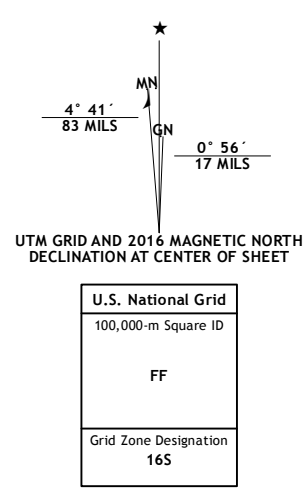 ★
MN
4° 41´
83 MILS
GN
0° 56´
17 MILS
UTM GRID AND 2016 MAGNETIC NORTH
DECLINATION AT CENTER OF SHEET
U.S. National Grid
100,000-m Square ID
FF
Grid Zone Designation
16S